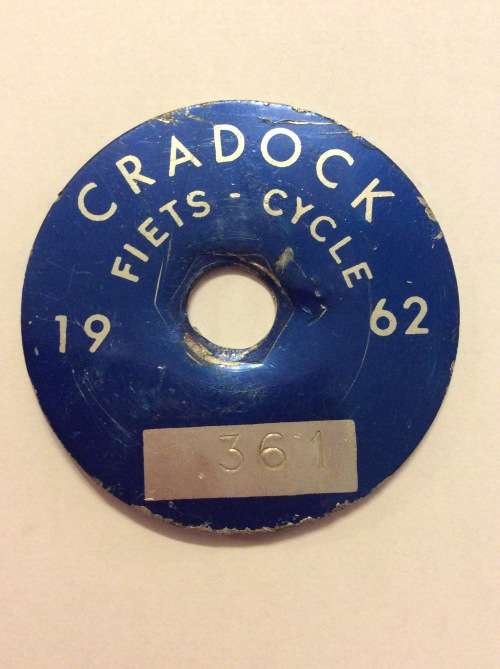 CRADOCK
FIETS - CYCLE
19 62
361